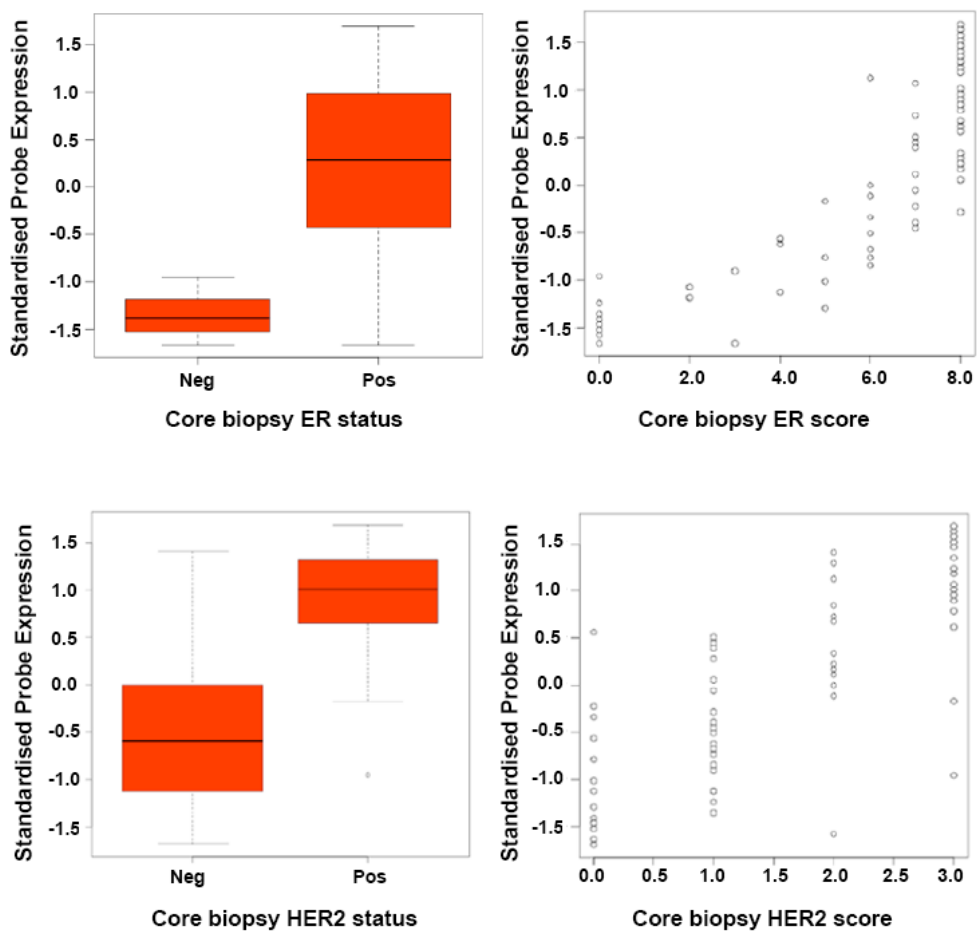 Standardised Probe Expression
1.5
1.0
0.5
0.0
-0.5
-1.0
-1.5
Neg Pos
Core biopsy ER status
Standardised Probe Expression
1.5
1.0
0.5
0.0
-0.5
-1.0
-1.5
0.0 2.0 4.0 6.0 8.0
Core biopsy ER score
Standardised Probe Expression
1.5
1.0
0.5
0.0
-0.5
-1.0
-1.5
Neg Pos
Core biopsy HER2 status
Standardised Probe Expression
1.5
1.0
0.5
0.0
-0.5
-1.0
-1.5
0.0 0.5 1.0 1.5 2.0 2.5 3.0
Core biopsy HER2 score